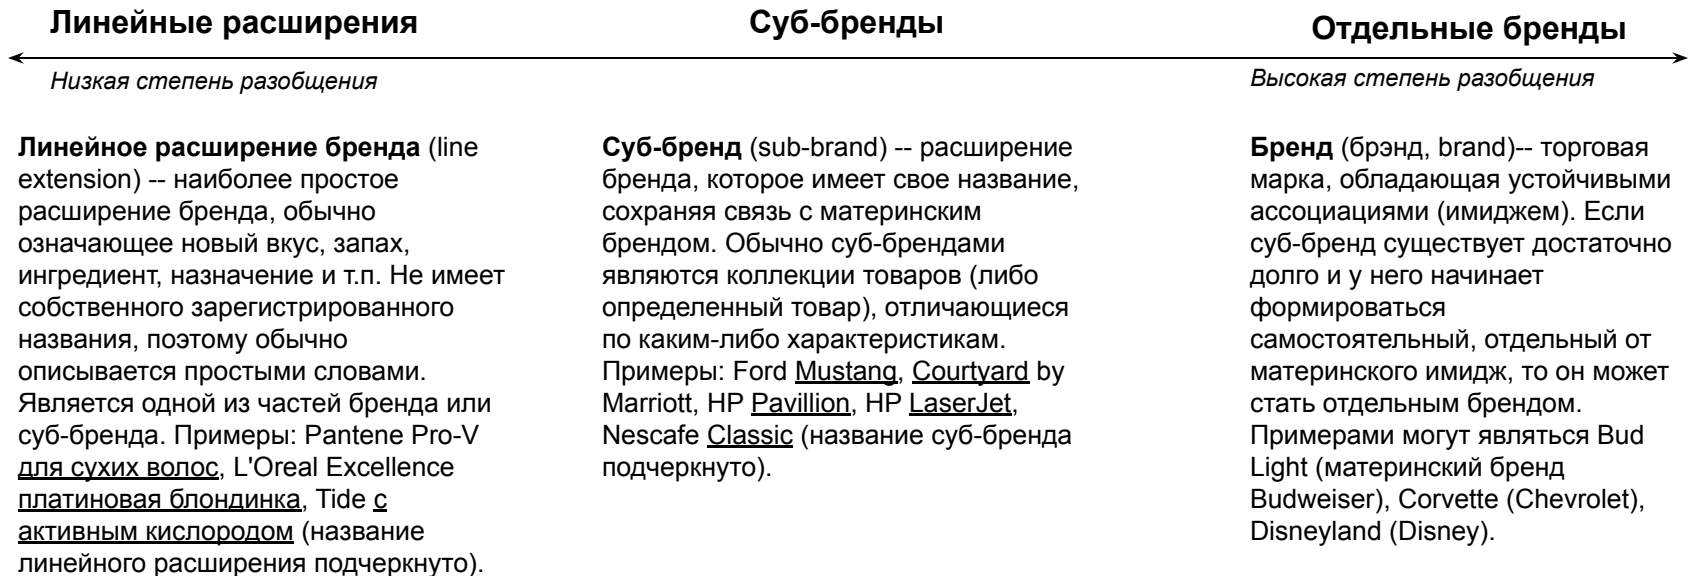 Линейные расширения
Суб-бренды
Отдельные бренды
Низкая степень разобщения
Высокая степень разобщения
Линейное расширение бренда (line
extension) -- наиболее простое
расширение бренда, обычно
означающее новый вкус, запах,
ингредиент, назначение и т.п. Не имеет
собственного зарегистрированного
названия, поэтому обычно
описывается простыми словами.
Является одной из частей бренда или
суб-бренда. Примеры: Pantene Pro-V
для сухих волос, L'Oreal Excellence
платиновая блондинка, Tide с
активным кислородом (название
линейного расширения подчеркнуто).
Суб-бренд (sub-brand) -- расширение
бренда, которое имеет свое название,
сохраняя связь с материнским
брендом. Обычно суб-брендами
являются коллекции товаров (либо
определенный товар), отличающиеся
по каким-либо характеристикам.
Примеры: Ford Mustang, Courtyard by
Marriott, HP Pavillion, HP LaserJet,
Nescafe Classic (название суб-бренда
подчеркнуто).
Бренд (брэнд, brand)-- торговая
марка, обладающая устойчивыми
ассоциациями (имиджем). Если
суб-бренд существует достаточно
долго и у него начинает
формироваться
самостоятельный, отдельный от
материнского имидж, то он может
стать отдельным брендом.
Примерами могут являться Bud
Light (материнский бренд
Budweiser), Corvette (Chevrolet),
Disneyland (Disney).